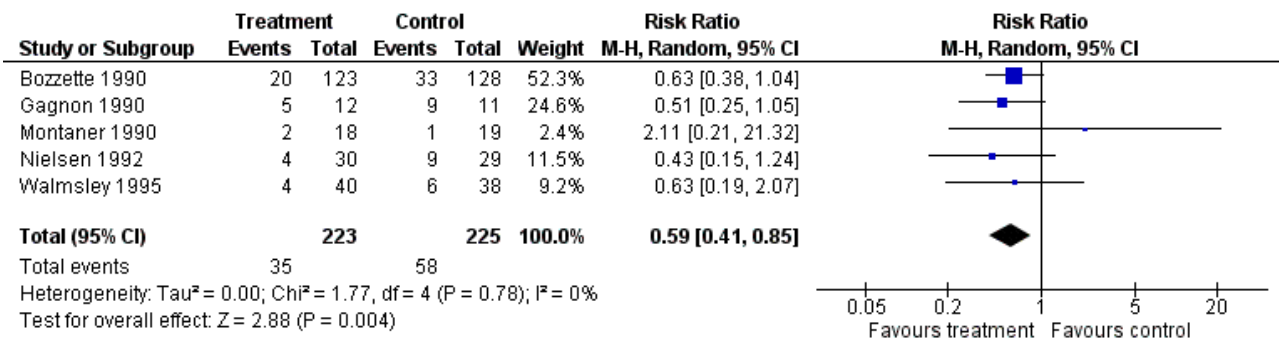 Treatment Control Risk Ratio Risk Ratio
Study or Subgroup Events Total Events Total Weight M-H, Random, 95% CI M-H, Random, 95% CI
Bozzette 1990 20 123 33 128 52.3% 0.63 [0.38, 1.04]
Gagnon 1990 5 12 9 11 24.6% 0.51 [0.25, 1.05]
Montaner 1990 2 18 1 19 2.4% 2.11 [0.21, 21.32]
Nielsen 1992 4 30 9 29 11.5% 0.43 [0.15, 1.24]
Walmsley 1995 4 40 6 38 9.2% 0.63 [0.19, 2.07]
Total (95% CI) 223 225 100.0% 0.59 [0.41, 0.85]
Total events 35 58
Heterogeneity: Tau² = 0.00; Chi² = 1.77, df = 4 (P = 0.78); I² = 0%
Test for overall effect: Z = 2.88 (P = 0.004)
0.05 0.2 1 5 20
Favours treatment Favours control